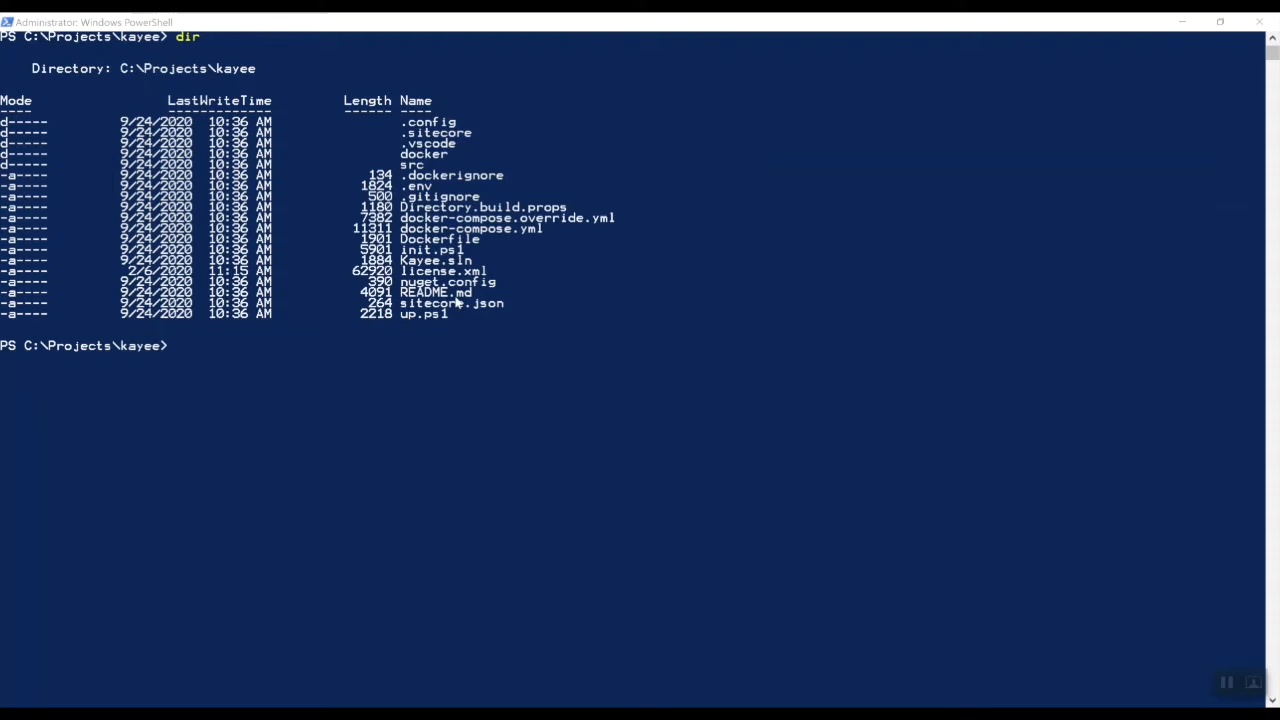 Administrator: Windows PowerShell
PS C:\Projects\kayee> dir
Directory: C:\Projects\kayee
Mode LastWriteTime Length Name
---- ------------- ------ ----
d----- 9/24/2020 10:36 AM .config
d----- 9/24/2020 10:36 AM .sitecore
d----- 9/24/2020 10:36 AM .vscode
d----- 9/24/2020 10:36 AM docker
d----- 9/24/2020 10:36 AM src
-a---- 9/24/2020 10:36 AM 134 .dockerignore
-a---- 9/24/2020 10:36 AM 1824 .env
-a---- 9/24/2020 10:36 AM 500 .gitignore
-a---- 9/24/2020 10:36 AM 1180 Directory.build.props
-a---- 9/24/2020 10:36 AM 7382 docker-compose.override.yml
-a---- 9/24/2020 10:36 AM 11311 docker-compose.yml
-a---- 9/24/2020 10:36 AM 1901 Dockerfile
-a---- 9/24/2020 10:36 AM 5901 init.ps1
-a---- 9/24/2020 10:36 AM 1884 Kayee.sln
-a---- 2/6/2020 11:15 AM 62920 license.xml
-a---- 9/24/2020 10:36 AM 390 nuget.config
-a---- 9/24/2020 10:36 AM 4091 README.md
-a---- 9/24/2020 10:36 AM 264 sitecore.json
-a---- 9/24/2020 10:36 AM 2218 up.ps1
PS C:\Projects\kayee>